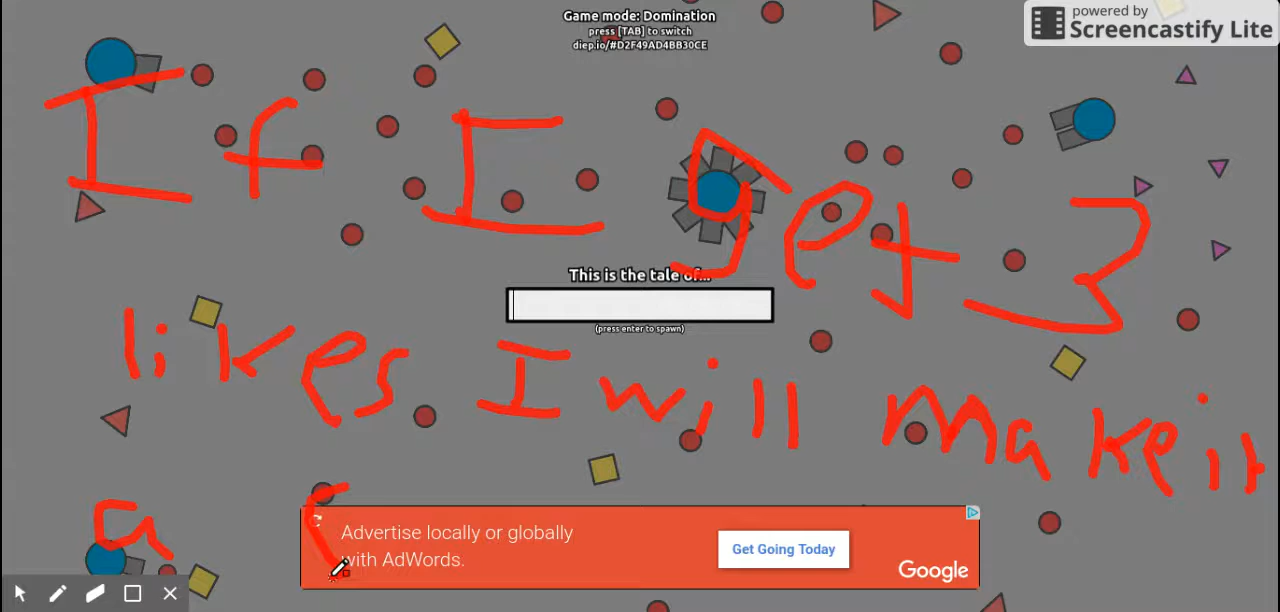 Game mode: Domination
press [TAB] to switch
diep.io/#D2F49AD4BB30CE
powered by
Screencastify Lite
If I get 3
This is the tale of...
(press enter to spawn)
likes I will make it
a
Advertise locally or globally
with AdWords.
Get Going Today
Google